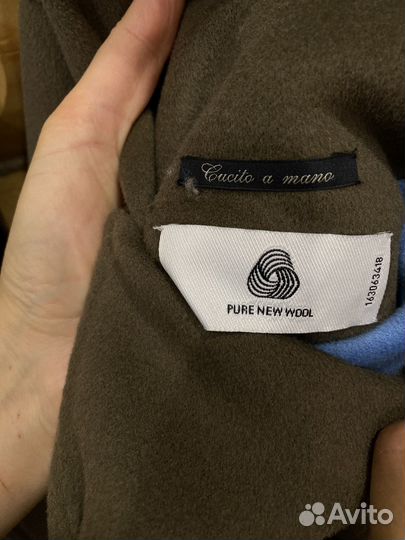 Cucito a mano
PURE NEW WOOL
163063418
Avito